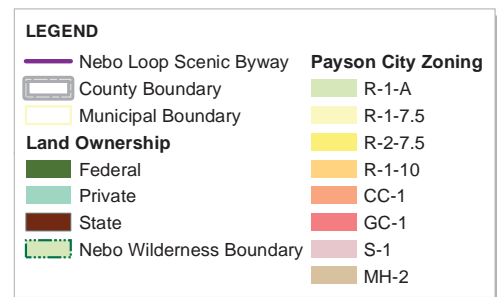 LEGEND
Nebo Loop Scenic Byway
County Boundary
Municipal Boundary
Land Ownership
Federal
Private
State
Nebo Wilderness Boundary
Payson City Zoning
R-1-A
R-1-7.5
R-2-7.5
R-1-10
CC-1
GC-1
S-1
MH-2